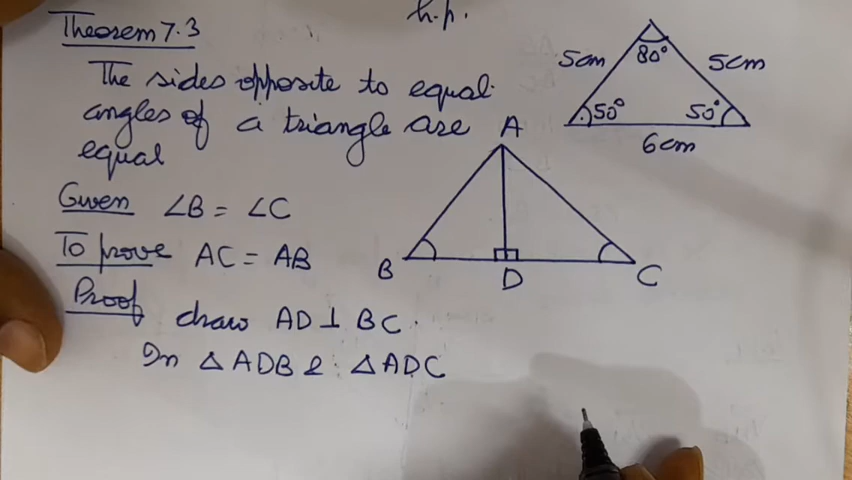 h.p.
Theorem 7.3
The sides opposite to equal
angles of a triangle are
equal
5cm 80° 5cm
50° 50°
6cm
Given ∠B = ∠C
To prove AC = AB
Proof draw AD ⊥ BC.
In △ADB & △ADC
A
B
D
C